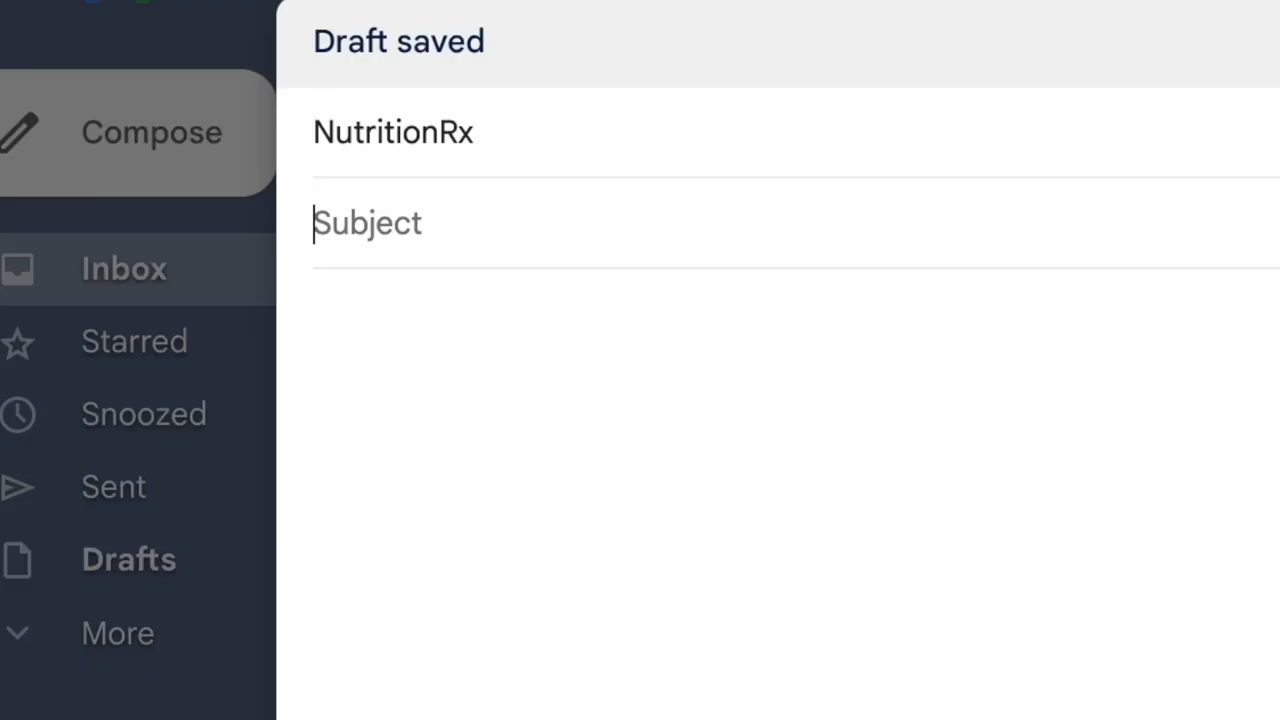 Draft saved
Compose
NutritionRx
Subject
Inbox
Starred
Snoozed
Sent
Drafts
More